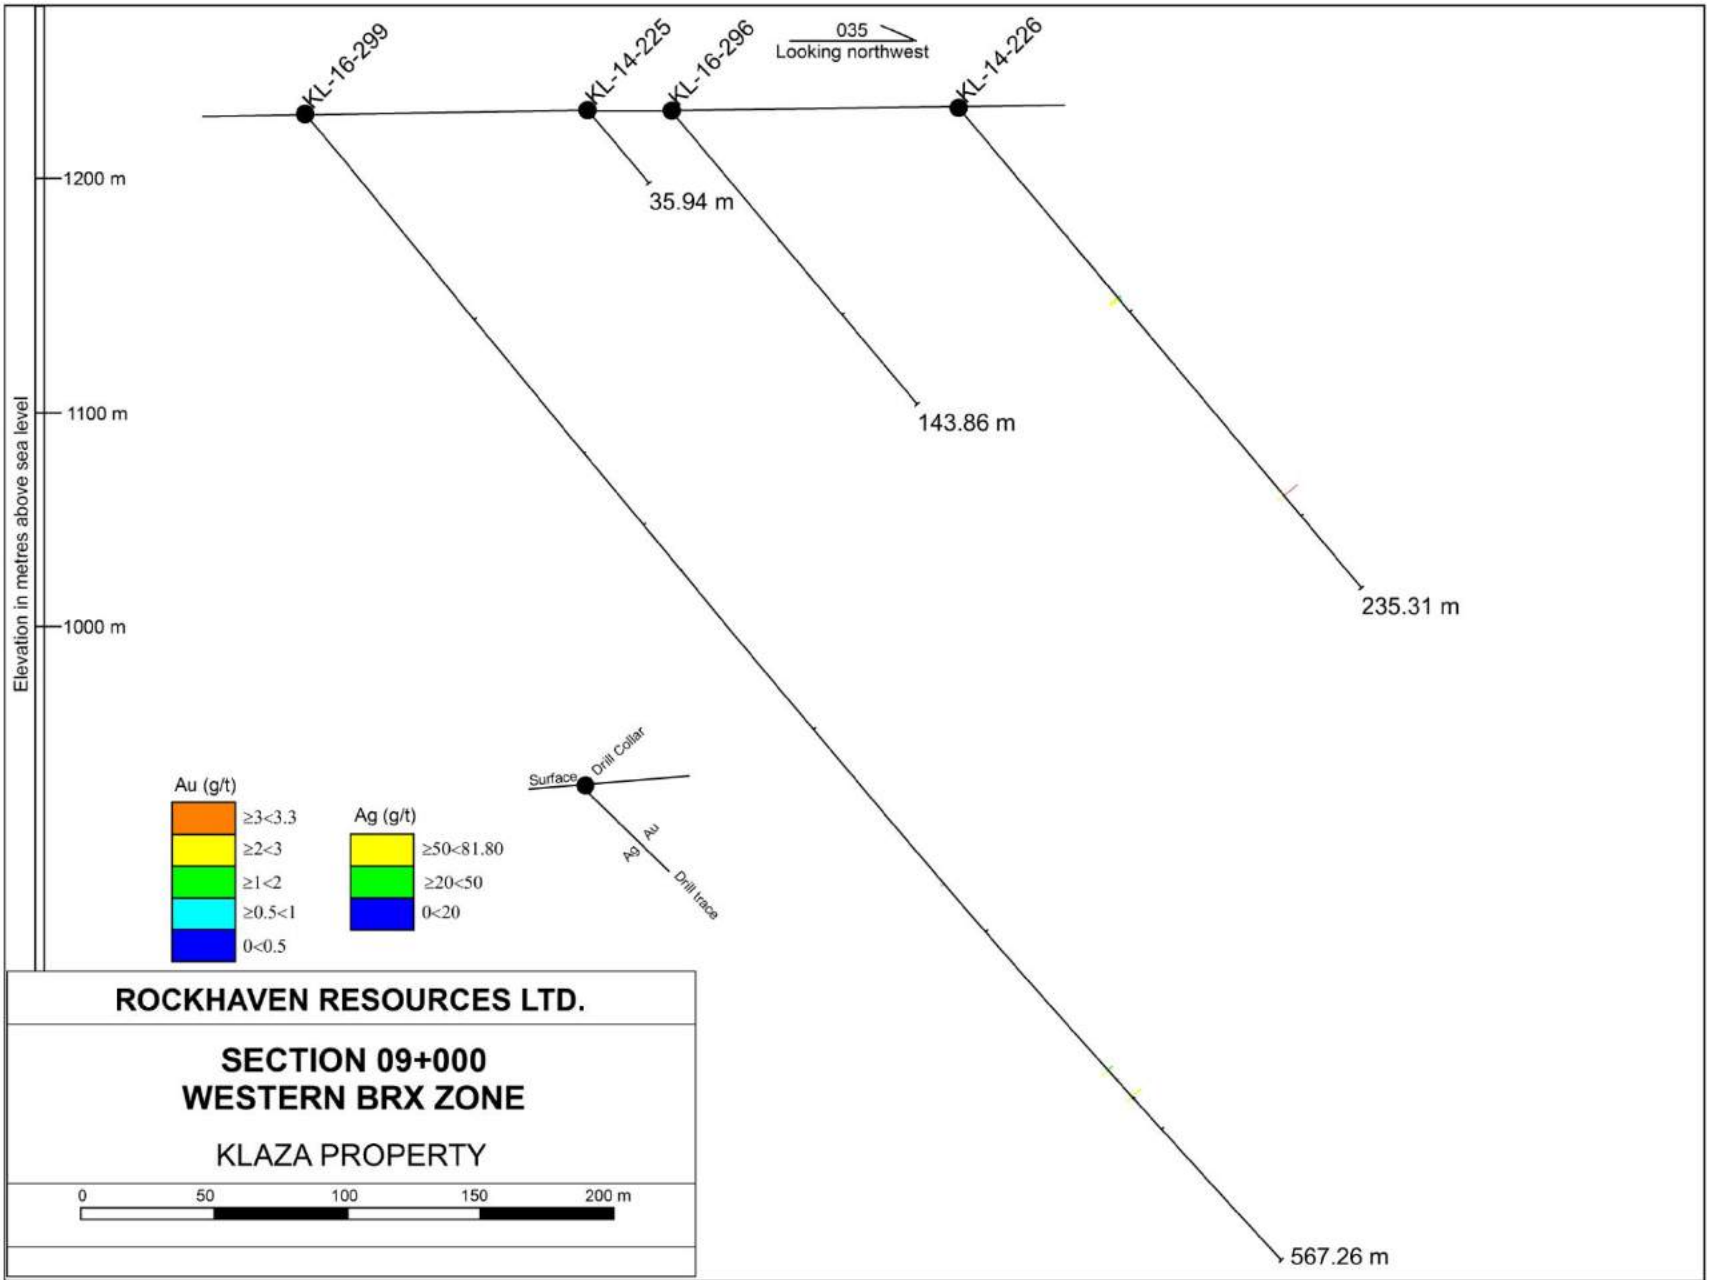 KL-16-299
KL-14-225
KL-16-296
035
Looking northwest
KL-14-226
1200 m
35.94 m
1100 m
143.86 m
Elevation in metres above sea level
235.31 m
1000 m
Surface
Drill Collar
Au
Ag
Drill trace
Au (g/t)
≥3<3.3
≥2<3
≥1<2
≥0.5<1
0<0.5
Ag (g/t)
≥50<81.80
≥20<50
0<20
ROCKHAVEN RESOURCES LTD.
SECTION 09+000
WESTERN BRX ZONE
KLAZA PROPERTY
0 50 100 150 200 m
567.26 m